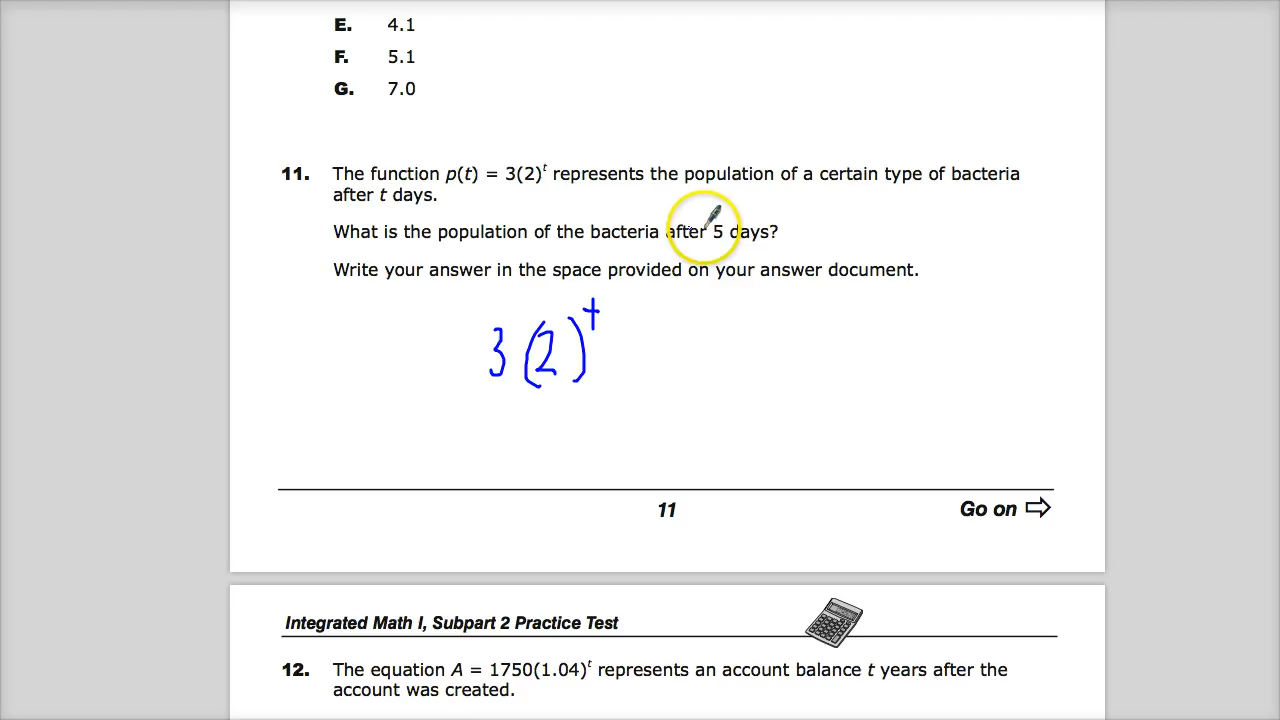 E. 4.1
F. 5.1
G. 7.0
11. The function p(t) = 3(2)^t represents the population of a certain type of bacteria
after t days.
What is the population of the bacteria after 5 days?
Write your answer in the space provided on your answer document.
3(2)^t
11 Go on
Integrated Math I, Subpart 2 Practice Test
12. The equation A = 1750(1.04)^t represents an account balance t years after the
account was created.